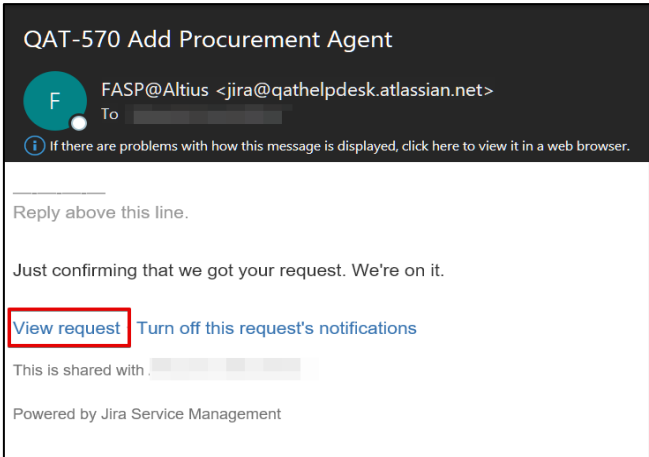 QAT-570 Add Procurement Agent
F
FASP@Altius <jira@qathelpdesk.atlassian.net>
To
If there are problems with how this message is displayed, click here to view it in a web browser.
—-—-—-—
Reply above this line.
Just confirming that we got your request. We're on it.
View request · Turn off this request's notifications
This is shared with
Powered by Jira Service Management